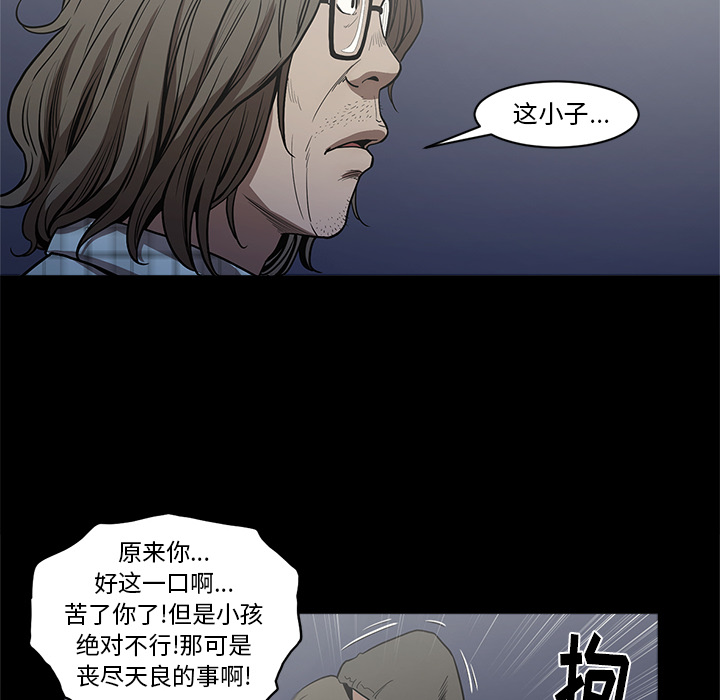 这小子...
原来你...
好这一口啊...
苦了你了!但是小孩
绝对不行!那可是
丧尽天良的事啊!
拘